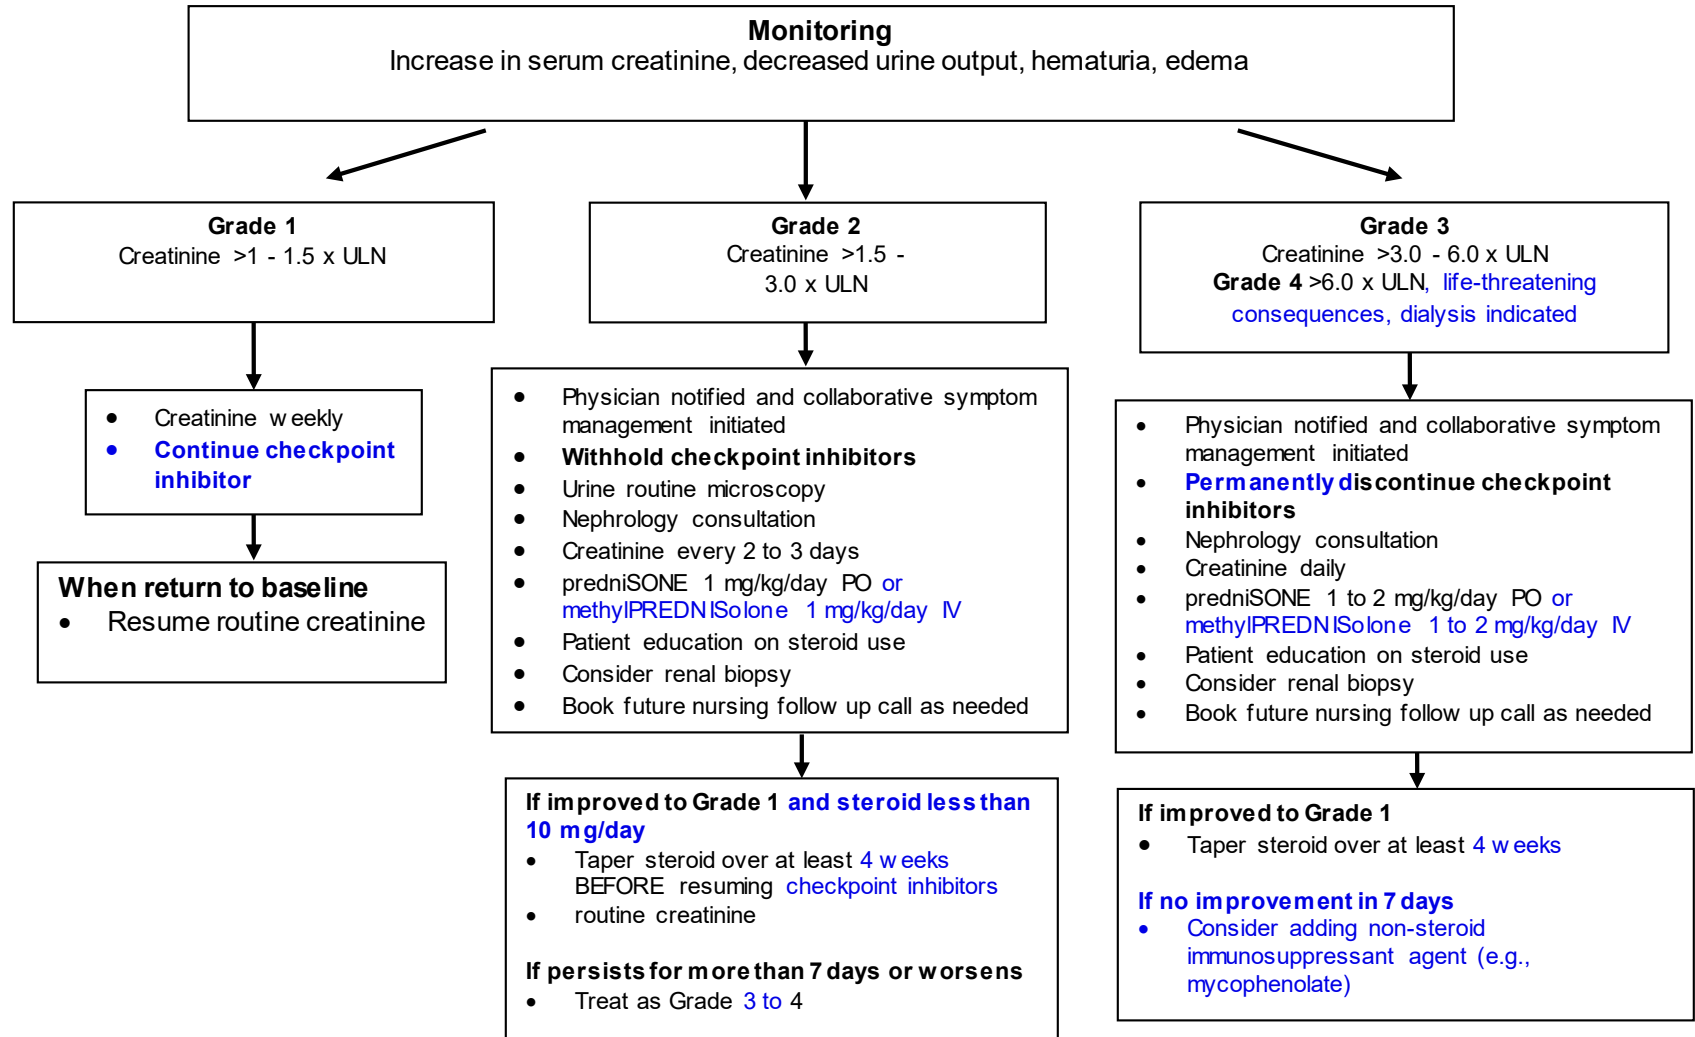 Monitoring
Increase in serum creatinine, decreased urine output, hematuria, edema
Grade 1
Creatinine >1 - 1.5 x ULN
Creatinine weekly
Continue checkpoint
inhibitor
When return to baseline
Resume routine creatinine
Grade 2
Creatinine >1.5 -
3.0 x ULN
Physician notified and collaborative symptom
management initiated
Withhold checkpoint inhibitors
Urine routine microscopy
Nephrology consultation
Creatinine every 2 to 3 days
predniSONE 1 mg/kg/day PO or
methylPREDNISolone 1 mg/kg/day IV
Patient education on steroid use
Consider renal biopsy
Book future nursing follow up call as needed
If improved to Grade 1 and steroid less than
10 mg/day
Taper steroid over at least 4 weeks
BEFORE resuming checkpoint inhibitors
routine creatinine
If persists for more than 7 days or worsens
Treat as Grade 3 to 4
Grade 3
Creatinine >3.0 - 6.0 x ULN
Grade 4 >6.0 x ULN, life-threatening
consequences, dialysis indicated
Physician notified and collaborative symptom
management initiated
Permanently discontinue checkpoint
inhibitors
Nephrology consultation
Creatinine daily
predniSONE 1 to 2 mg/kg/day PO or
methylPREDNISolone 1 to 2 mg/kg/day IV
Patient education on steroid use
Consider renal biopsy
Book future nursing follow up call as needed
If improved to Grade 1
Taper steroid over at least 4 weeks
If no improvement in 7 days
Consider adding non-steroid
immunosuppressant agent (e.g.,
mycophenolate)